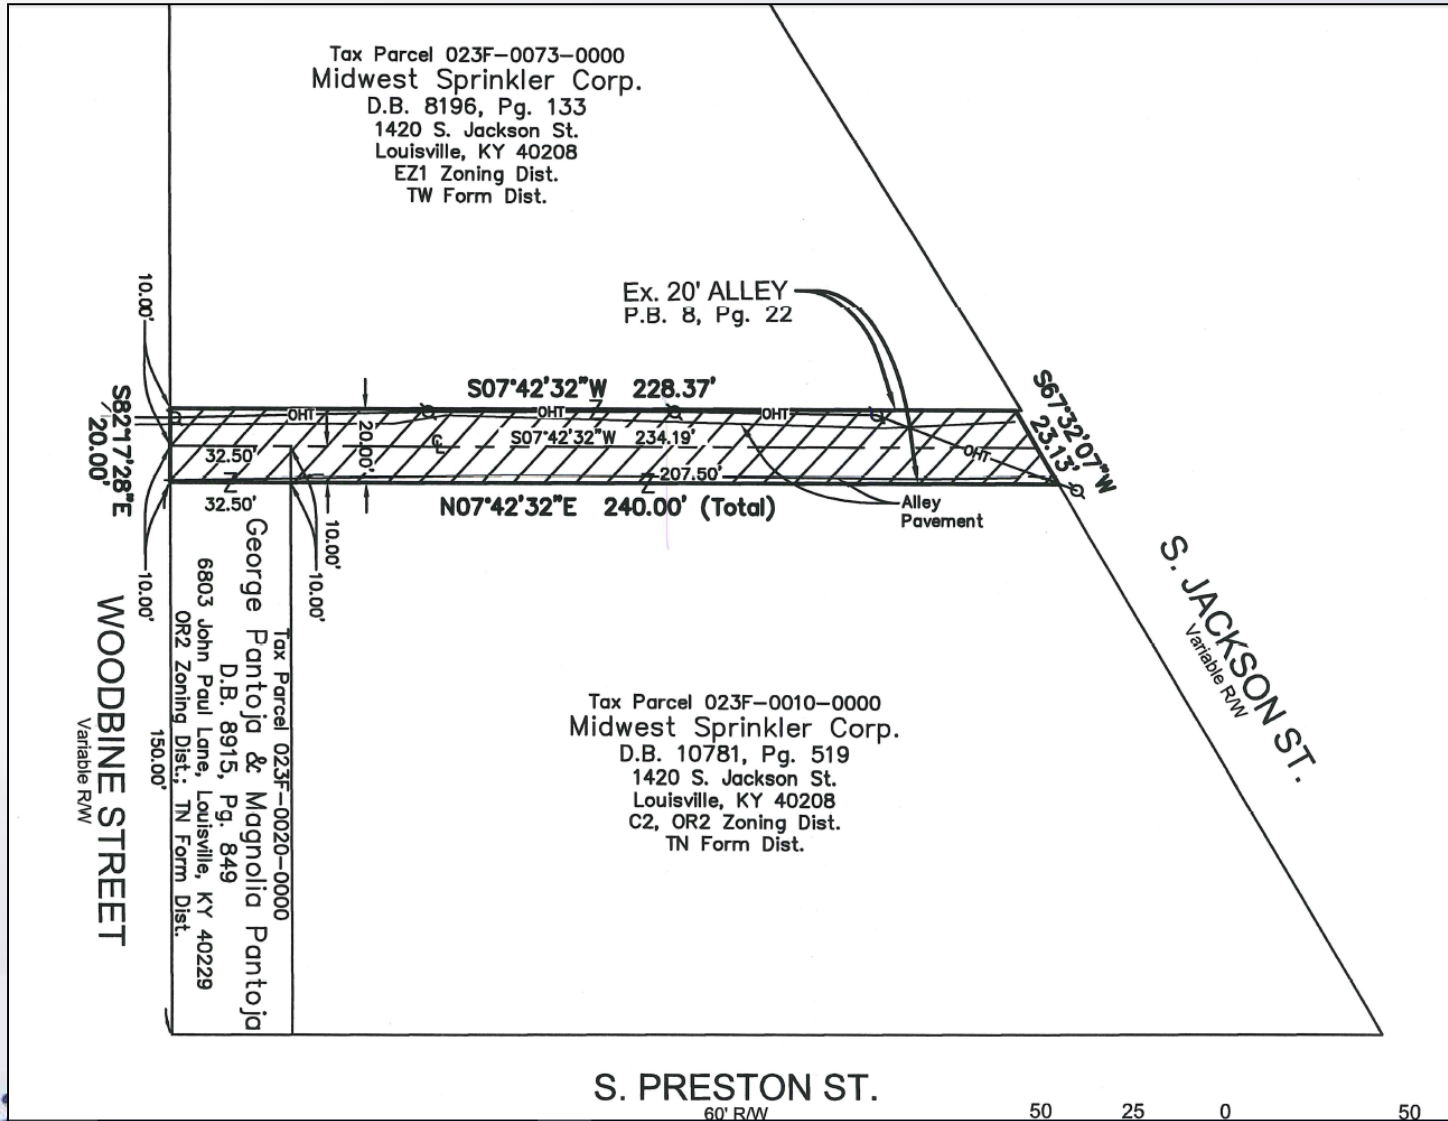 Tax Parcel 023F-0073-0000
Midwest Sprinkler Corp.
D.B. 8196, Pg. 133
1420 S. Jackson St.
Louisville, KY 40208
EZ1 Zoning Dist.
TW Form Dist.
10.00'
Ex. 20' ALLEY
P.B. 8, Pg. 22
S07°42'32"W 228.37'
S67°32'07"W
23.13'
S82°17'28"E
20.00'
OHT
OHT
OHT
OHT
20.00'
S07°42'32"W 234.19'
32.50'
207.50'
32.50'
N07°42'32"E 240.00' (Total)
Alley
Pavement
10.00'
10.00'
10.00'
WOODBINE STREET
Variable R/W
150.00'
Tax Parcel 023F-0020-0000
George Pantoja & Magnolia Pantoja
D.B. 8915, Pg. 849
6803 John Paul Lane, Louisville, KY 40229
OR2 Zoning Dist.; TN Form Dist.
S. JACKSON ST.
Variable R/W
Tax Parcel 023F-0010-0000
Midwest Sprinkler Corp.
D.B. 10781, Pg. 519
1420 S. Jackson St.
Louisville, KY 40208
C2, OR2 Zoning Dist.
TN Form Dist.
S. PRESTON ST.
60' R/W
50 25 0 50